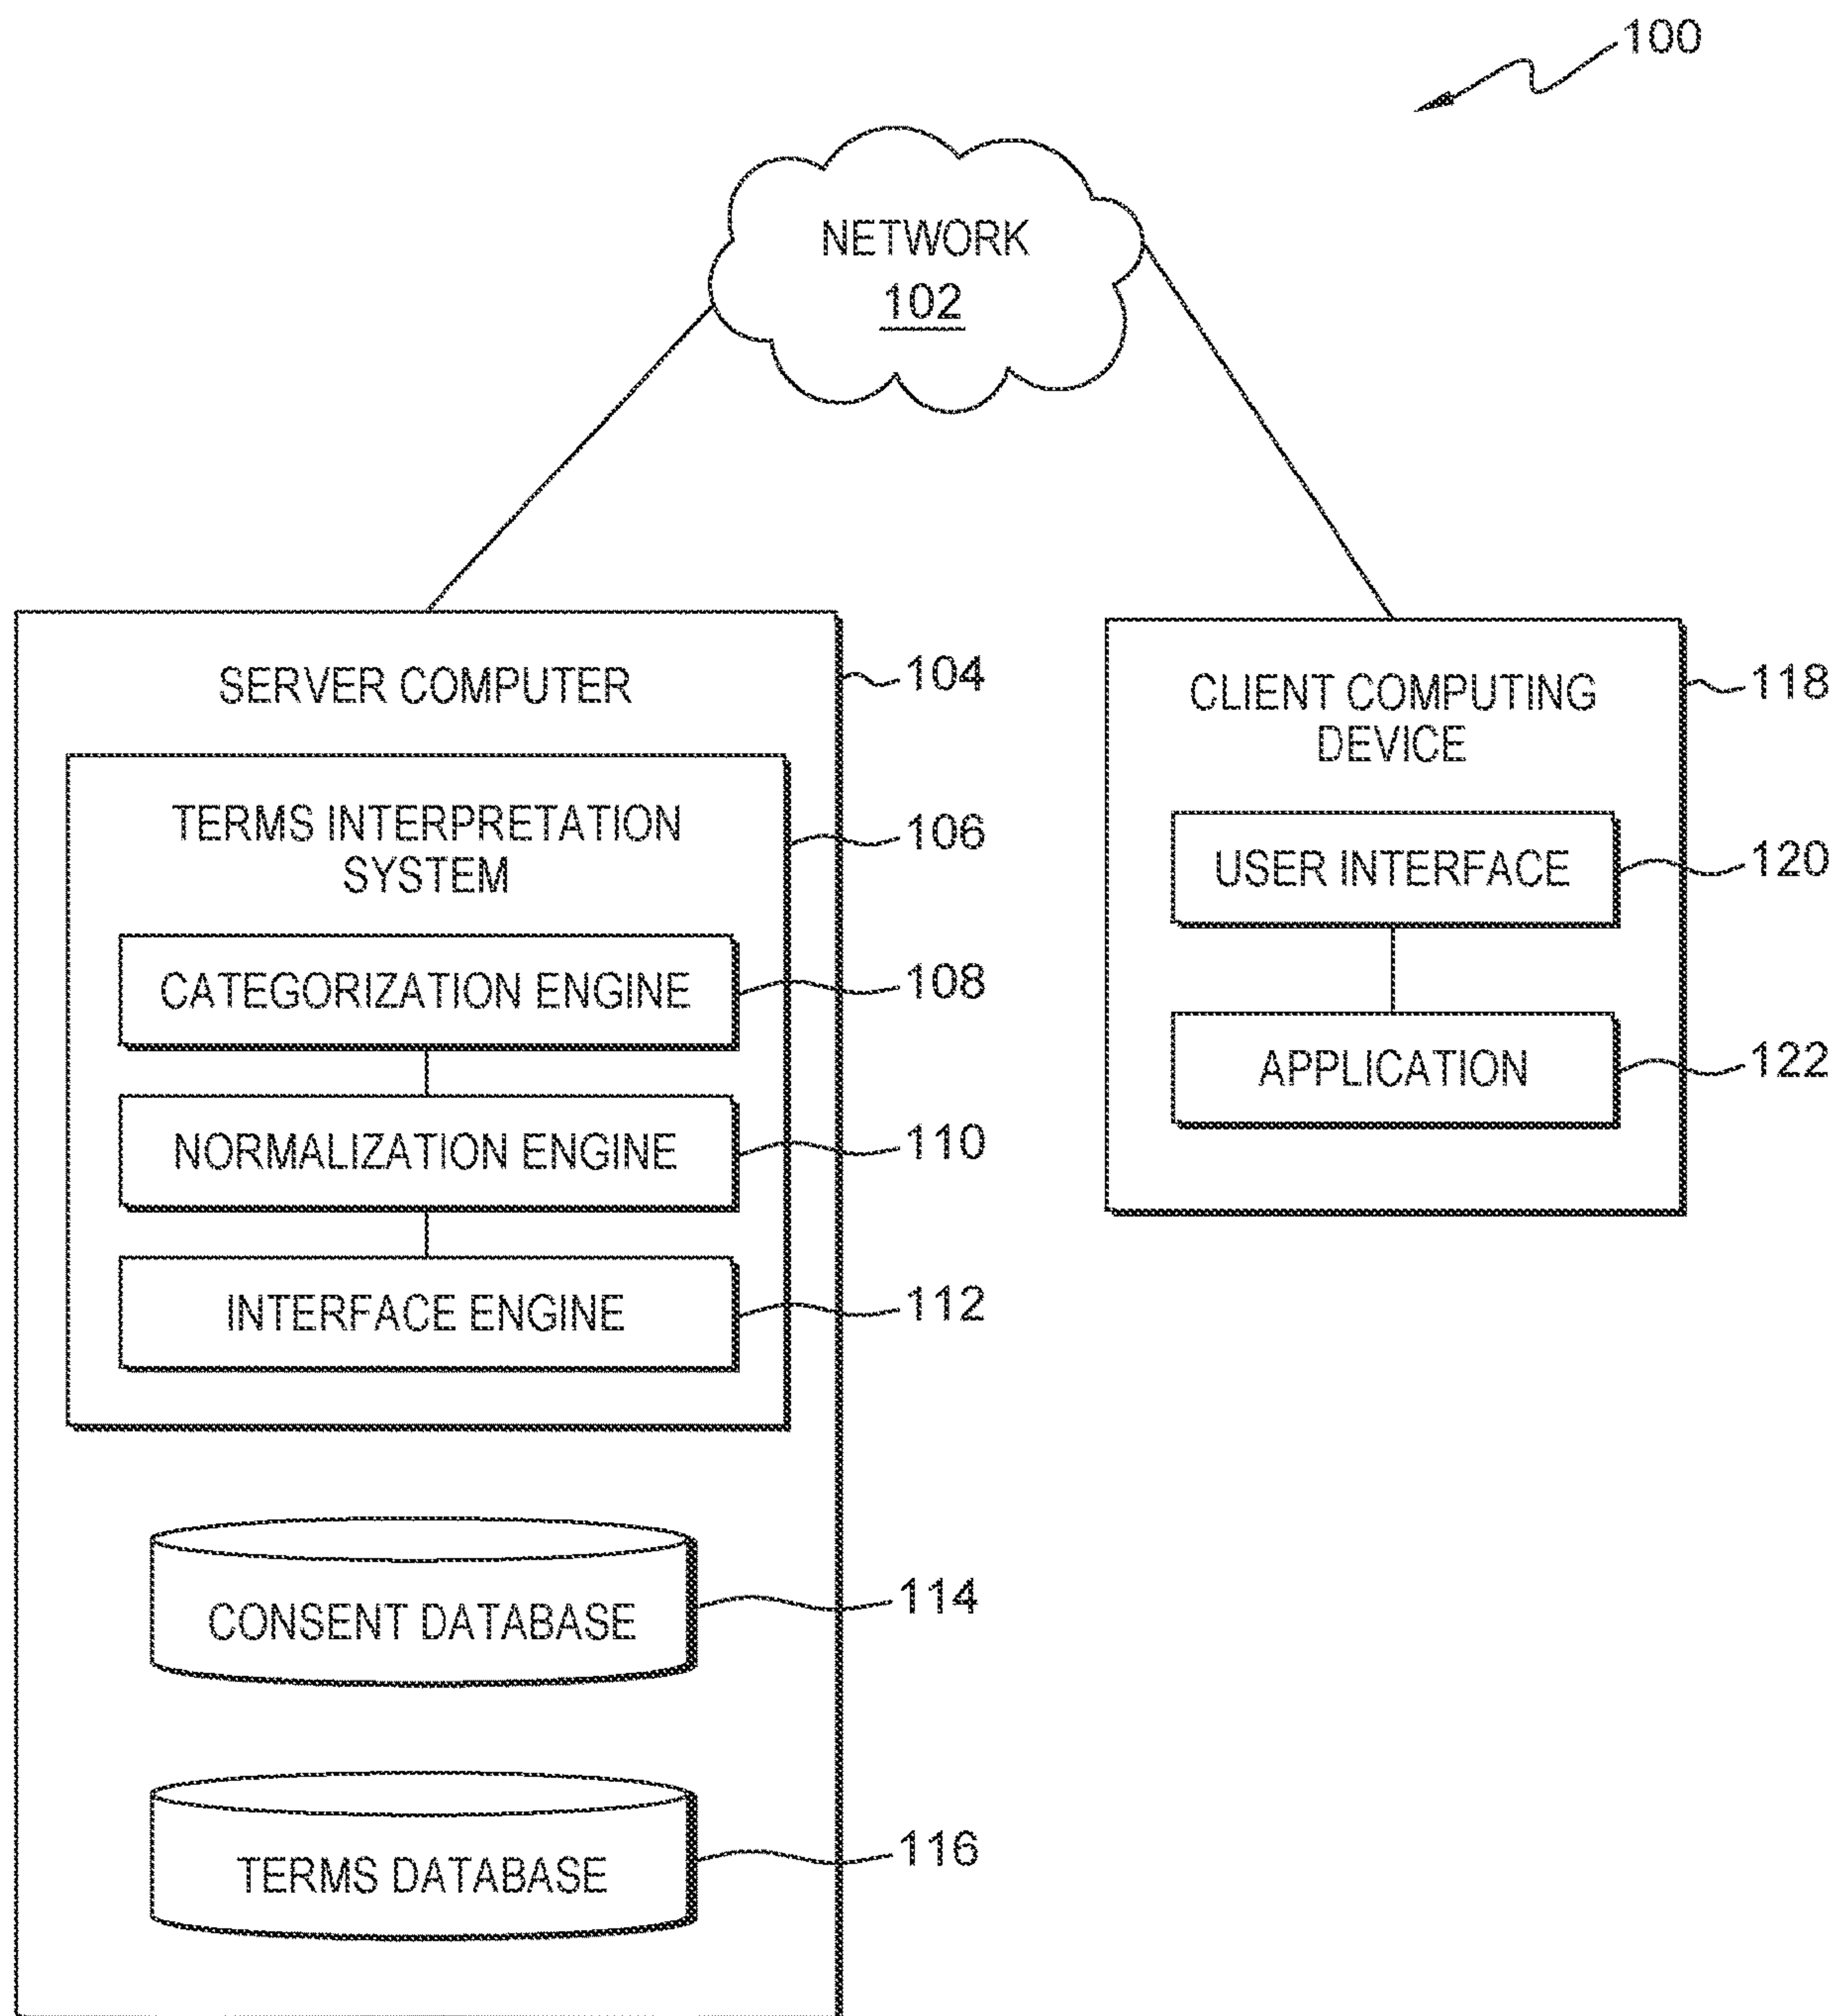 100
NETWORK
102
SERVER COMPUTER
104
TERMS INTERPRETATION
SYSTEM
106
CATEGORIZATION ENGINE
108
NORMALIZATION ENGINE
110
INTERFACE ENGINE
112
CONSENT DATABASE
114
TERMS DATABASE
116
CLIENT COMPUTING
DEVICE
118
USER INTERFACE
120
APPLICATION
122